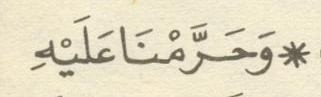 * وَحَرَّمْنَا عَلَيْهِ